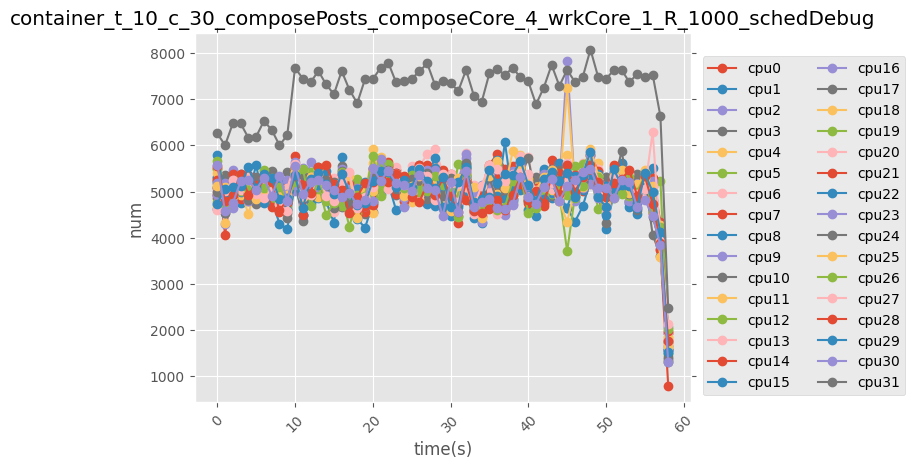 container_t_10_c_30_composePosts_composeCore_4_wrkCore_1_R_1000_schedDebug
8000
7000
6000
5000
4000
3000
2000
1000
num
0
10
20
30
40
50
60
time(s)
cpu0
cpu1
cpu2
cpu3
cpu4
cpu5
cpu6
cpu7
cpu8
cpu9
cpu10
cpu11
cpu12
cpu13
cpu14
cpu15
cpu16
cpu17
cpu18
cpu19
cpu20
cpu21
cpu22
cpu23
cpu24
cpu25
cpu26
cpu27
cpu28
cpu29
cpu30
cpu31